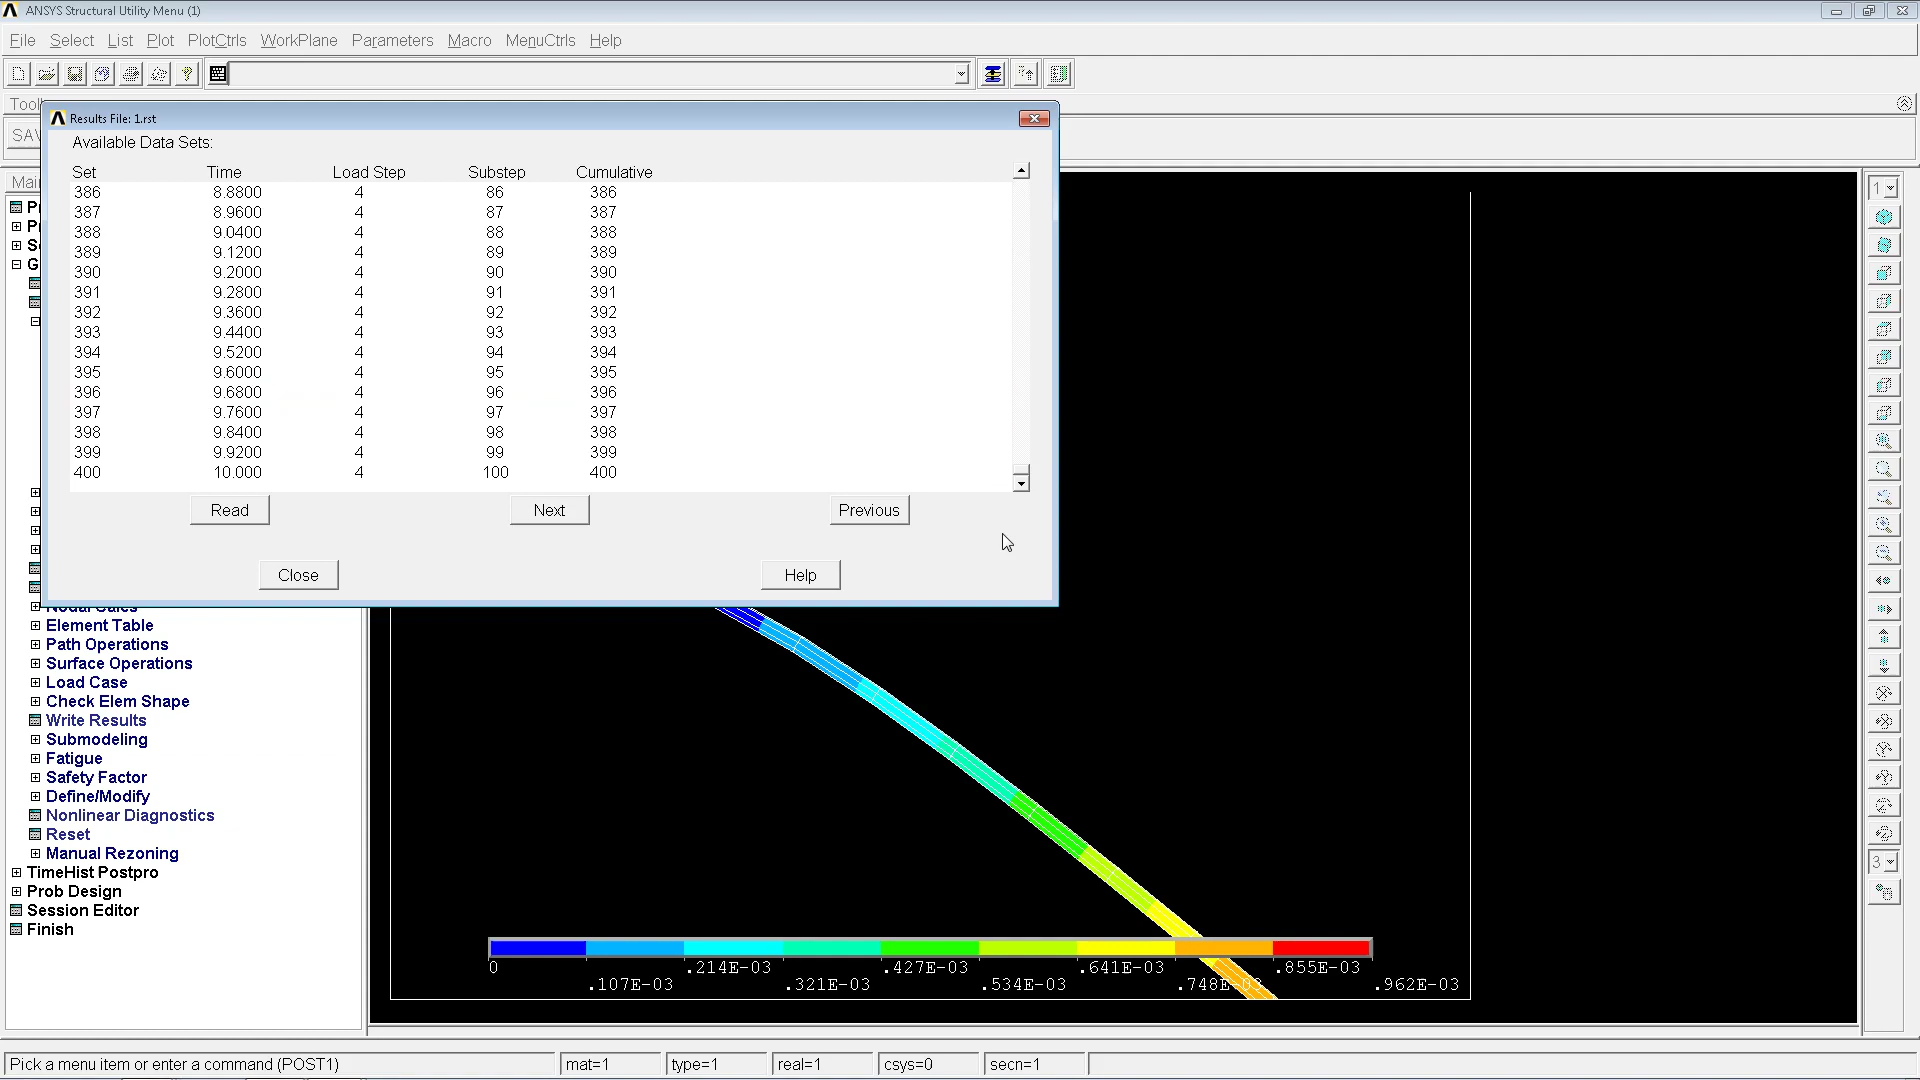 ANSYS Structural Utility Menu (1)
File Select List Plot PlotCtrls WorkPlane Parameters Macro MenuCtrls Help
Results File: 1.rst
Available Data Sets:
Set Time Load Step Substep Cumulative
386 8.8800 4 86 386
387 8.9600 4 87 387
388 9.0400 4 88 388
389 9.1200 4 89 389
390 9.2000 4 90 390
391 9.2800 4 91 391
392 9.3600 4 92 392
393 9.4400 4 93 393
394 9.5200 4 94 394
395 9.6000 4 95 395
396 9.6800 4 96 396
397 9.7600 4 97 397
398 9.8400 4 98 398
399 9.9200 4 99 399
400 10.000 4 100 400
Read Next Previous
Close Help
Element Table
Path Operations
Surface Operations
Load Case
Check Elem Shape
Write Results
Submodeling
Fatigue
Safety Factor
Define/Modify
Nonlinear Diagnostics
Reset
Manual Rezoning
TimeHist Postpro
Prob Design
Session Editor
Finish
1
3
0 .214E-03 .427E-03 .641E-03 .855E-03
.107E-03 .321E-03 .534E-03 .748E-03 .962E-03
Pick a menu item or enter a command (POST1) mat=1 type=1 real=1 csys=0 secn=1